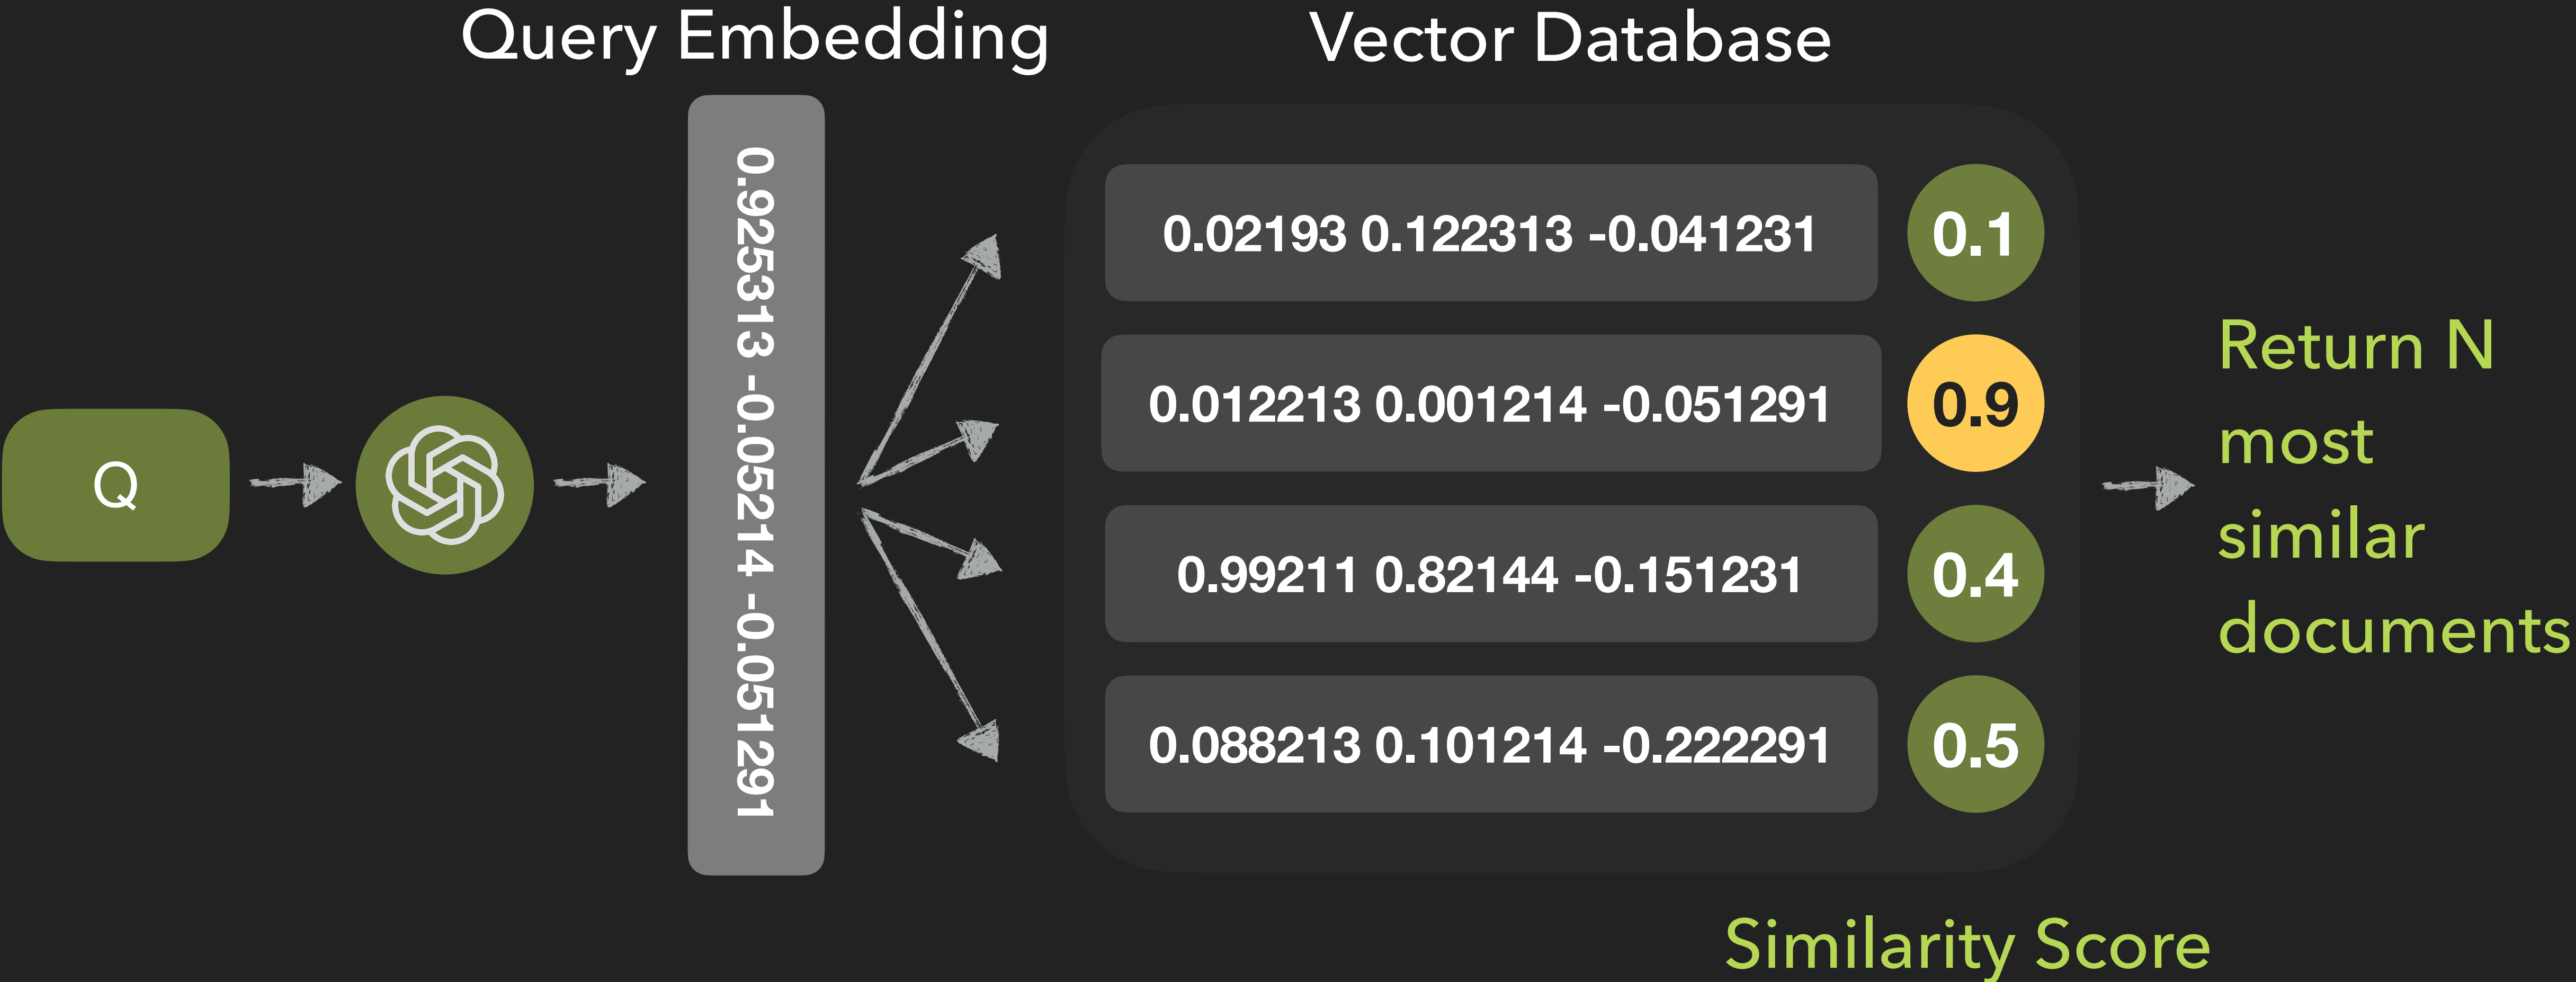 Query Embedding
Vector Database
Q
0.925313 -0.05214 -0.051291
0.02193 0.122313 -0.041231
0.1
0.012213 0.001214 -0.051291
0.9
0.99211 0.82144 -0.151231
0.4
0.088213 0.101214 -0.222291
0.5
Return N
most
similar
documents
Similarity Score